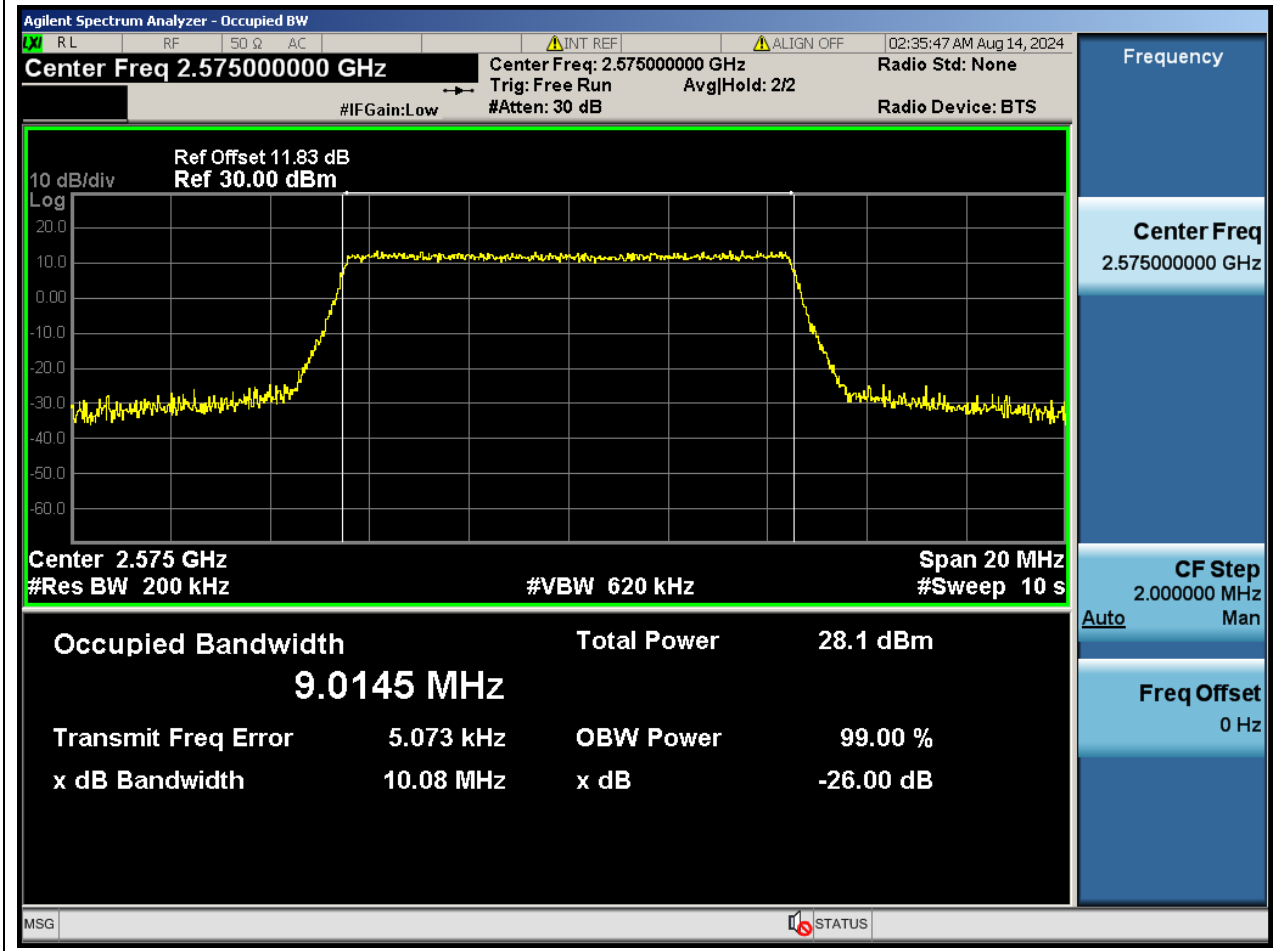 Agilent Spectrum Analyzer - Occupied BW
LXI RL RF 50 Ω AC INT REF ALIGN OFF 02:35:47 AM Aug 14, 2024
Center Freq 2.575000000 GHz
Center Freq: 2.575000000 GHz Radio Std: None
Trig: Free Run Avg|Hold: 2/2
#IFGain:Low #Atten: 30 dB Radio Device: BTS
Ref Offset 11.83 dB
10 dB/div Ref 30.00 dBm
Log
20.0
10.0
0.00
-10.0
-20.0
-30.0
-40.0
-50.0
-60.0
Center 2.575 GHz Span 20 MHz
#Res BW 200 kHz #VBW 620 kHz #Sweep 10 s
Occupied Bandwidth Total Power 28.1 dBm
9.0145 MHz
Transmit Freq Error 5.073 kHz OBW Power 99.00 %
x dB Bandwidth 10.08 MHz x dB -26.00 dB
Frequency
Center Freq
2.575000000 GHz
CF Step
2.000000 MHz
Auto Man
Freq Offset
0 Hz
MSG STATUS